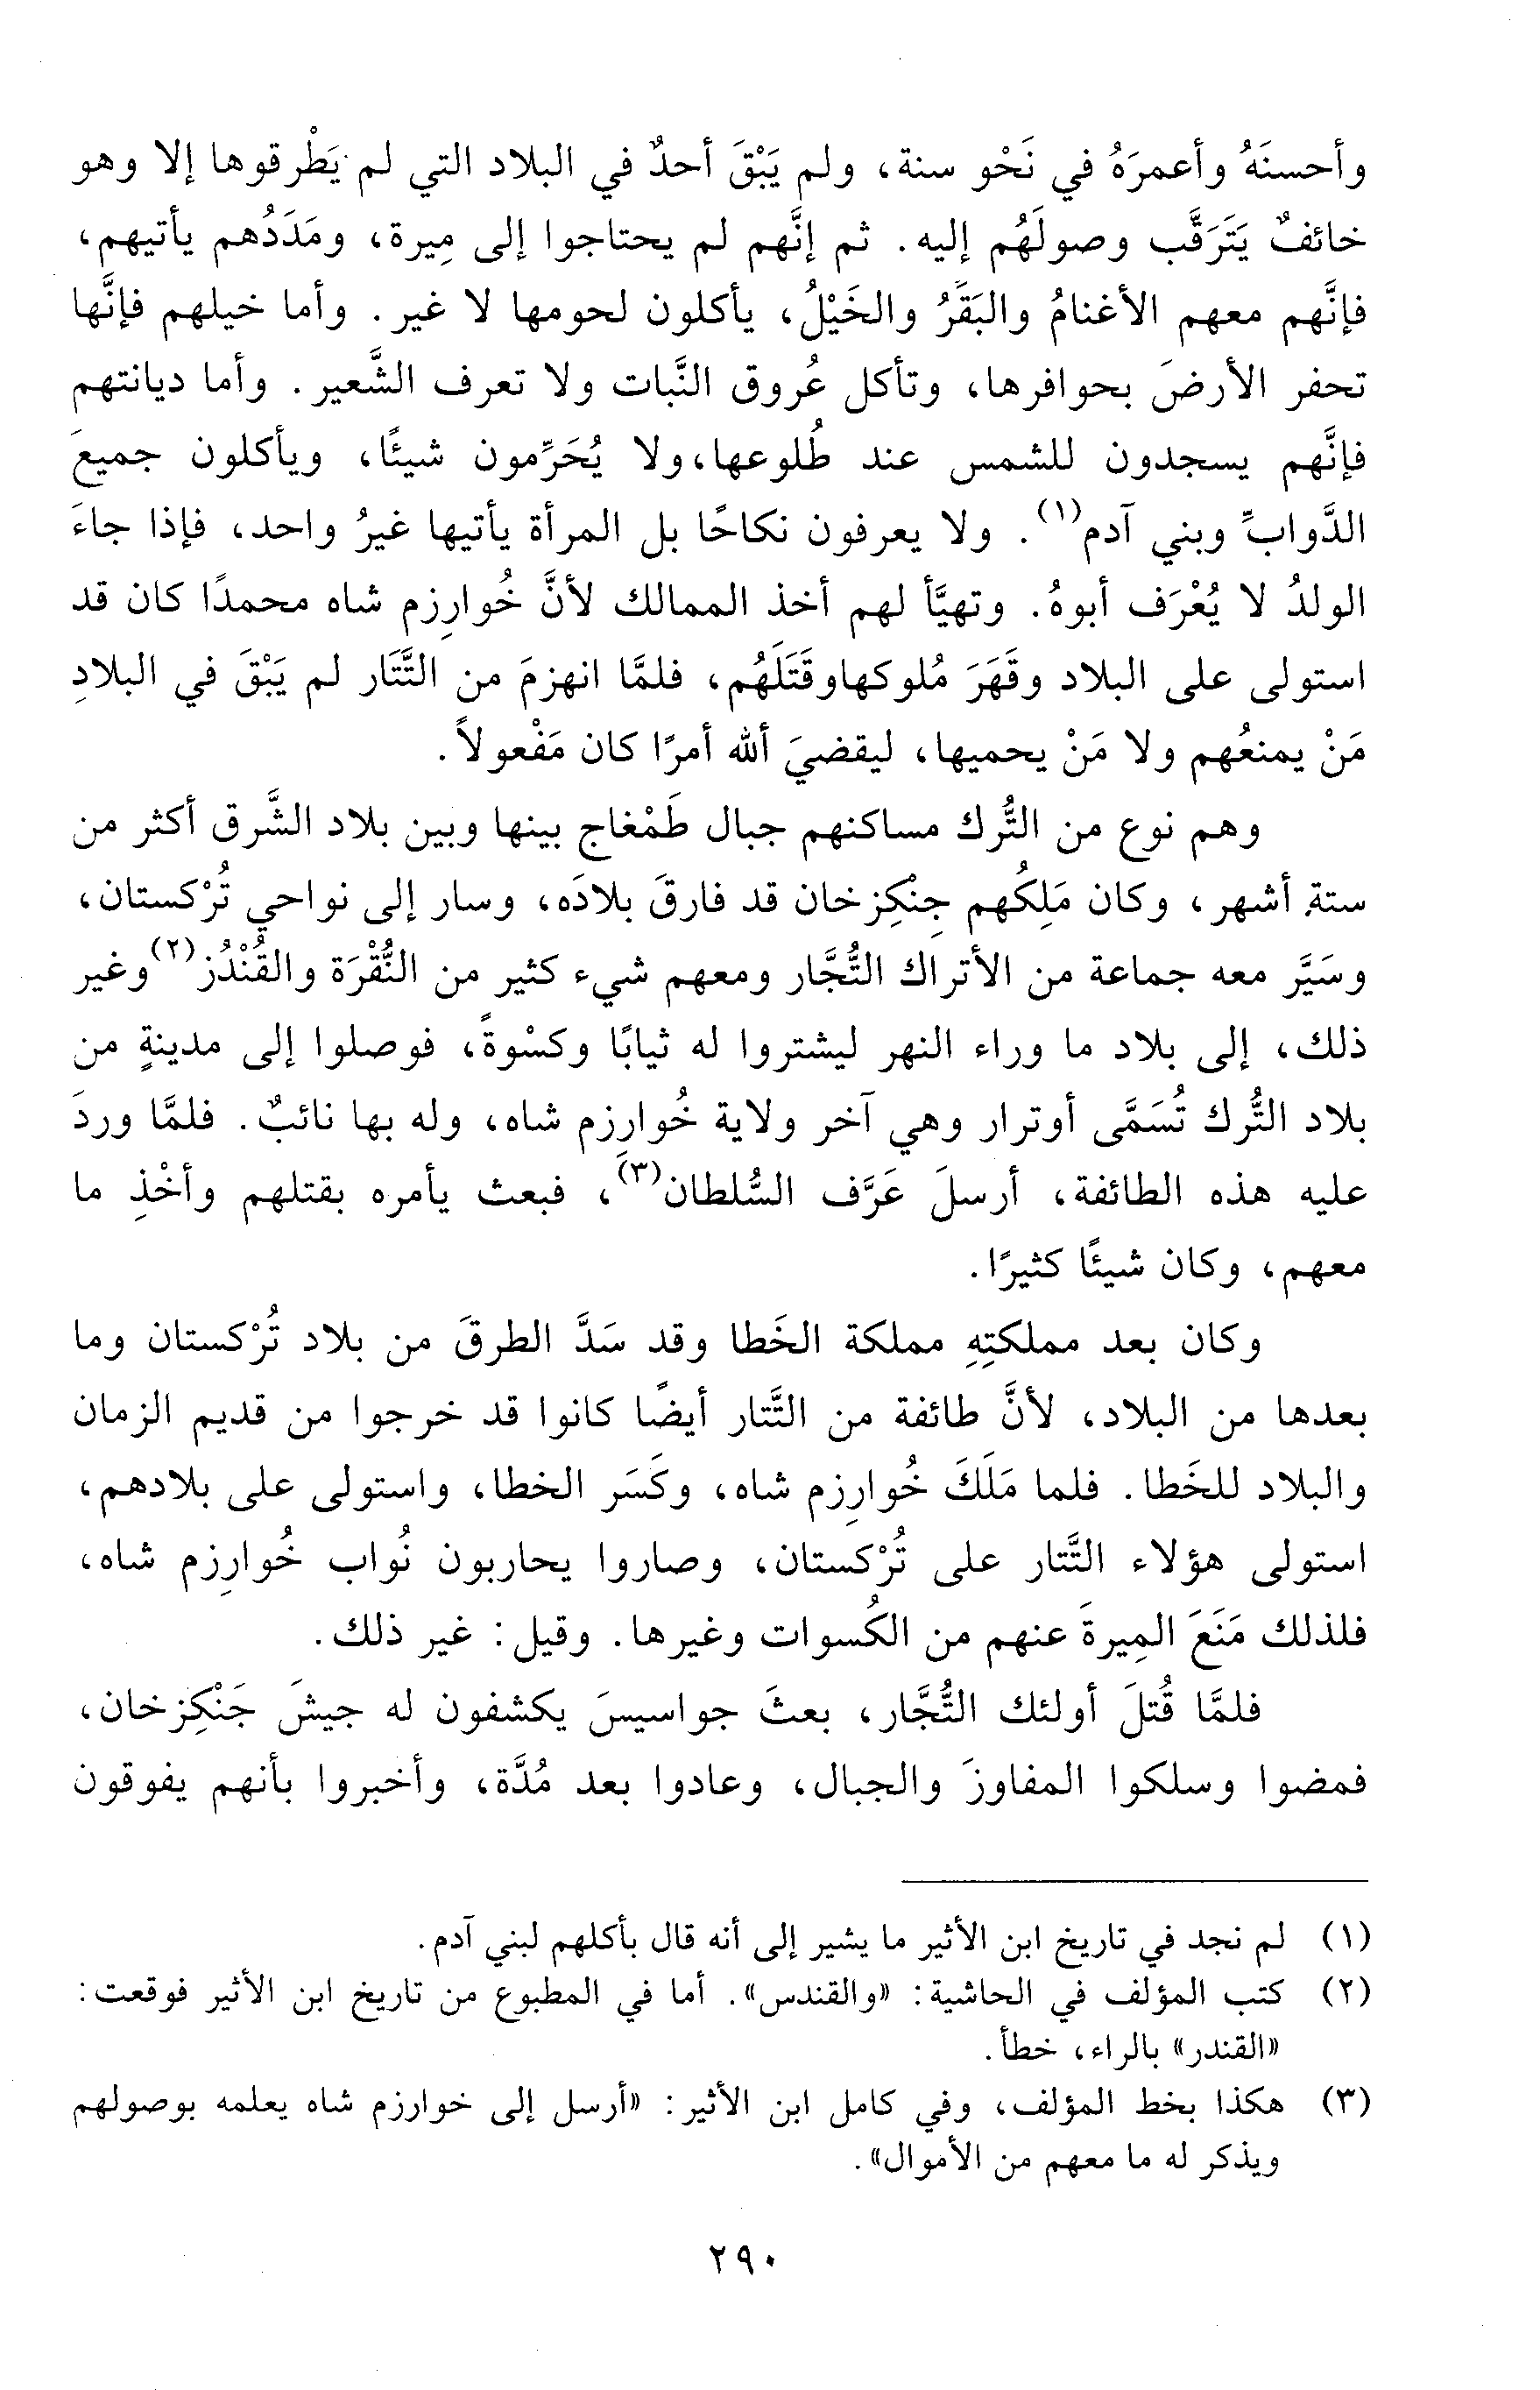 وأحسنَهُ وأعمرَهُ في نَحْو سنة، ولم يَبْقَ أحدٌ في البلاد التي لم يَطْرقوها إلا وهو
خائفٌ يَتَرَقَّب وصولَهُم إليه. ثم إنَّهم لم يحتاجوا إلى مِيرة، ومَدَدُهم يأتيهم،
فإنَّهم معهم الأغنامُ والبَقَرُ والخَيْلُ، يأكلون لحومها لا غير. وأما خيلهم فإنَّها
تحفر الأرضَ بحوافرها، وتأكل عُروق النَّبات ولا تعرف الشَّعير. وأما ديانتهم
فإنَّهم يسجدون للشمس عند طُلوعها،ولا يُحَرِّمون شيئًا، ويأكلون جميعَ
الدَّوابِّ وبني آدم(١). ولا يعرفون نكاحًا بل المرأة يأتيها غيرُ واحد، فإذا جاءَ
الولدُ لا يُعْرَف أبوهُ. وتهيَّأ لهم أخذ الممالك لأنَّ خُوارِزم شاه محمدًا كان قد
استولى على البلاد وقَهَرَ مُلوكهاوقَتَلَهُم، فلمَّا انهزمَ من التَّتَار لم يَبْقَ في البلادِ
مَنْ يمنعُهم ولا مَنْ يحميها، ليقضيَ ألله أمرًا كان مَفْعولاً.
وهم نوع من التُّرك مساكنهم جبال طَمْغاج بينها وبين بلاد الشَّرق أكثر من
ستة أشهر، وكان مَلِكُهم جِنْكِزخان قد فارقَ بلادَه، وسار إلى نواحي تُرْكستان،
وسَيَّر معه جماعة من الأتراك التُّجَّار ومعهم شيء كثير من النُّقْرَة والقُنْدُز(٢) وغير
ذلك، إلى بلاد ما وراء النهر ليشتروا له ثيابًا وكسْوةً، فوصلوا إلى مدينةٍ من
بلاد التُّرك تُسَمَّى أوترار وهي آخر ولاية خُوارِزم شاه، وله بها نائبٌ. فلمَّا وردَ
عليه هذه الطائفة، أرسلَ عَرَّف السُّلطان(٣)، فبعث يأمره بقتلهم وأخْذِ ما
معهم، وكان شيئًا كثيرًا.
وكان بعد مملكتِهِ مملكة الخَطا وقد سَدَّ الطرقَ من بلاد تُرْكستان وما
بعدها من البلاد، لأنَّ طائفة من التَّتار أيضًا كانوا قد خرجوا من قديم الزمان
والبلاد للخَطا. فلما مَلَكَ خُوارِزم شاه، وكَسَر الخطا، واستولى على بلادهم،
استولى هؤلاء التَّتار على تُرْكستان، وصاروا يحاربون نُواب خُوارِزم شاه،
فلذلك مَنَعَ المِيرةَ عنهم من الكُسوات وغيرها. وقيل: غير ذلك.
فلمَّا قُتلَ أولئك التُّجَّار، بعثَ جواسيسَ يكشفون له جيشَ جَنْكِزخان،
فمضوا وسلكوا المفاوزَ والجبال، وعادوا بعد مُدَّة، وأخبروا بأنهم يفوقون
(١) لم نجد في تاريخ ابن الأثير ما يشير إلى أنه قال بأكلهم لبني آدم.
(٢) كتب المؤلف في الحاشية: «والقندس». أما في المطبوع من تاريخ ابن الأثير فوقعت:
«القندر» بالراء، خطأ.
(٣) هكذا بخط المؤلف، وفي كامل ابن الأثير: «أرسل إلى خوارزم شاه يعلمه بوصولهم
ويذكر له ما معهم من الأموال».
٢٩٠